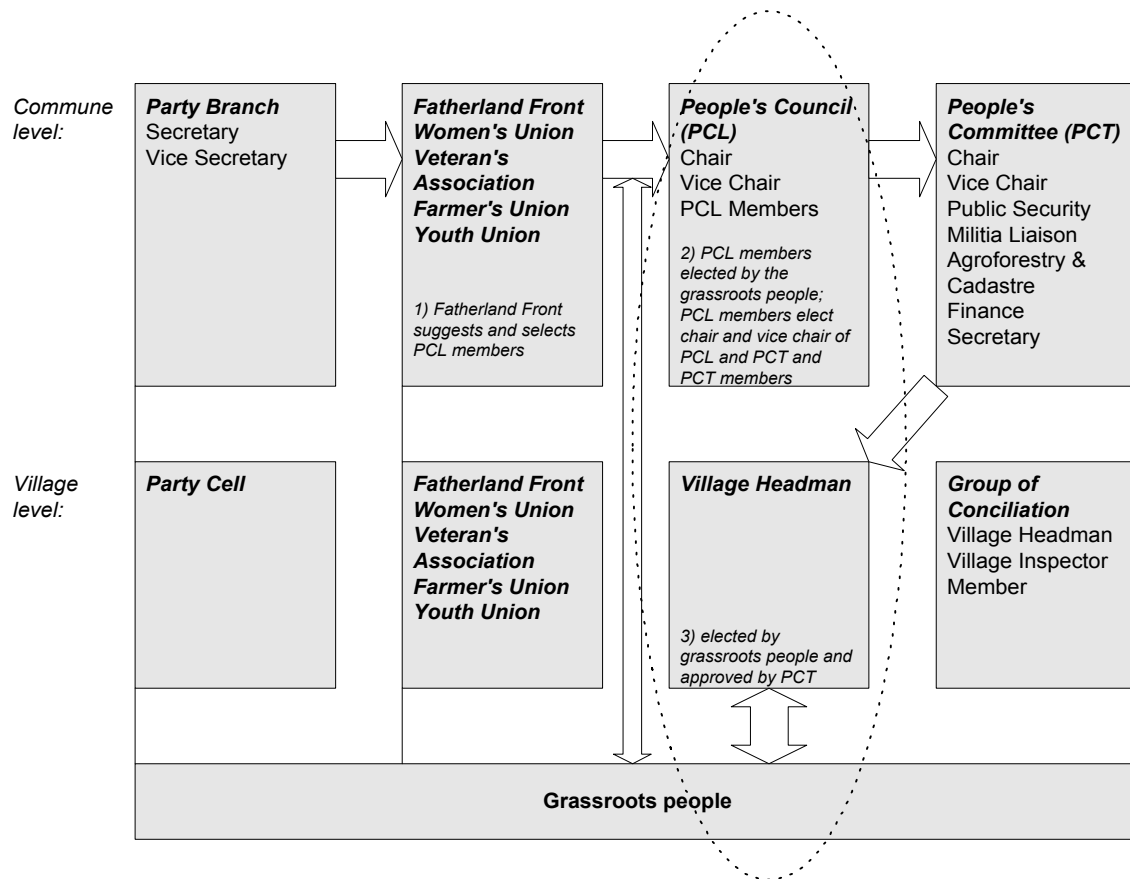 Commune
level:
Party Branch
Secretary
Vice Secretary
Fatherland Front
Women's Union
Veteran's
Association
Farmer's Union
Youth Union
1) Fatherland Front
suggests and selects
PCL members
People's Council
(PCL)
Chair
Vice Chair
PCL Members
2) PCL members
elected by the
grassroots people;
PCL members elect
chair and vice chair of
PCL and PCT and
PCT members
People's
Committee (PCT)
Chair
Vice Chair
Public Security
Militia Liaison
Agroforestry &
Cadastre
Finance
Secretary
Village
level:
Party Cell
Fatherland Front
Women's Union
Veteran's
Association
Farmer's Union
Youth Union
Village Headman
3) elected by
grassroots people and
approved by PCT
Group of
Conciliation
Village Headman
Village Inspector
Member
Grassroots people